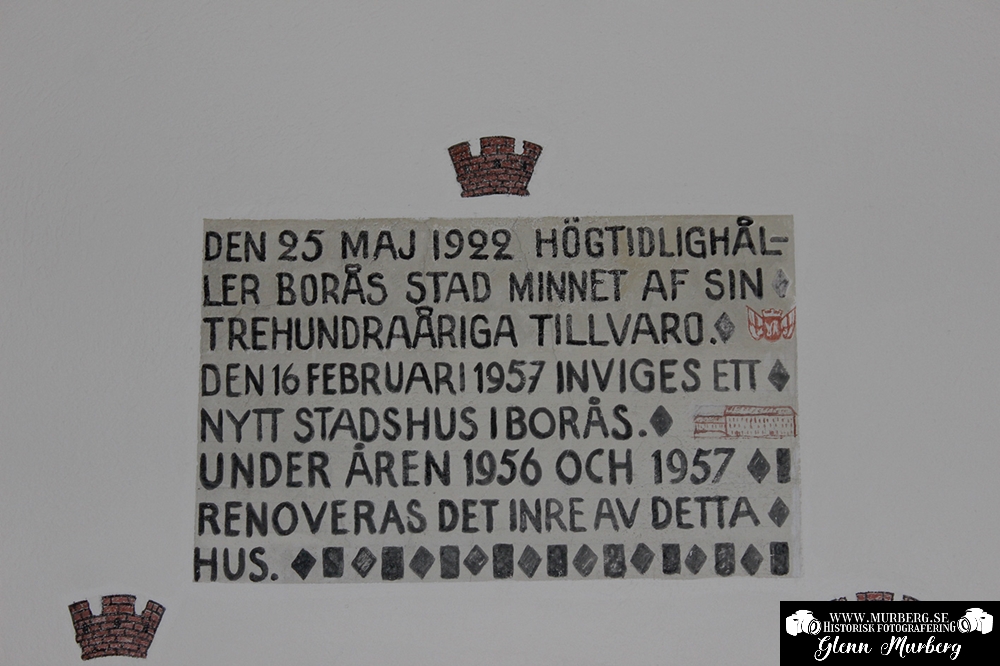 DEN 25 MAJ 1922 HÖGTIDLIGHÅL-
LER BORÅS STAD MINNET AF SIN
TREHUNDRAÅRIGA TILLVARO.
DEN 16 FEBRUARI 1957 INVIGES ETT
NYTT STADSHUS I BORÅS.
UNDER ÅREN 1956 OCH 1957
RENOVERAS DET INRE AV DETTA
HUS.
WWW.MURBERG.SE
HISTORISK FOTOGRAFERING
Glenn Murberg